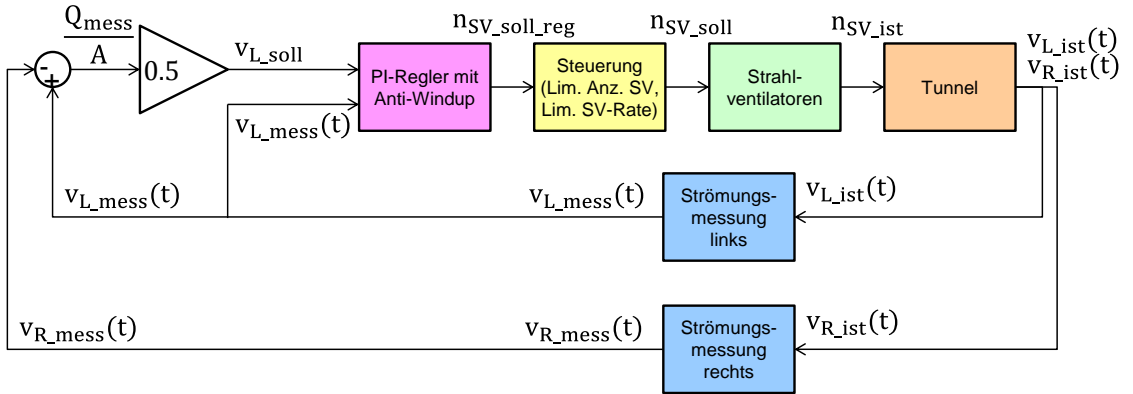 Q_mess
A
-
+
0.5
v_L_soll
PI-Regler mit
Anti-Windup
n_SV_soll_reg
Steuerung
(Lim. Anz. SV,
Lim. SV-Rate)
n_SV_soll
Strahl-
ventilatoren
n_SV_ist
Tunnel
v_L_ist(t)
v_R_ist(t)
v_L_mess(t)
v_L_mess(t)
v_L_mess(t)
Strömungs-
messung
links
v_L_ist(t)
v_R_mess(t)
v_R_mess(t)
Strömungs-
messung
rechts
v_R_ist(t)